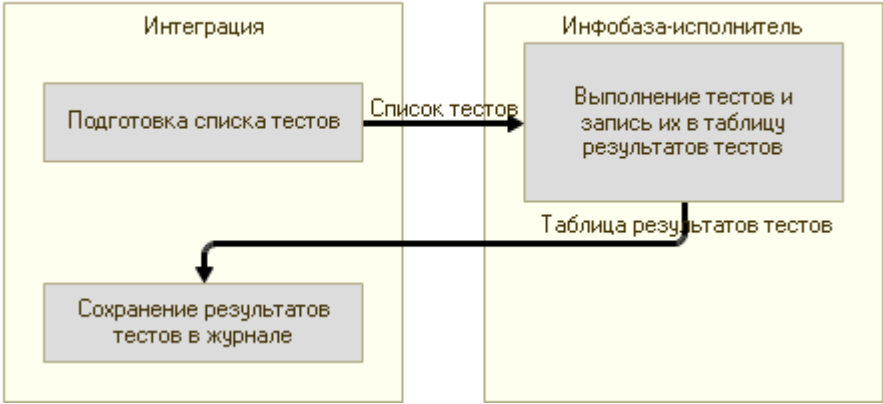 Интеграция
Инфобаза-исполнитель
Подготовка списка тестов
Список тестов
Выполнение тестов и
запись их в таблицу
результатов тестов
Таблица результатов тестов
Сохранение результатов
тестов в журнале